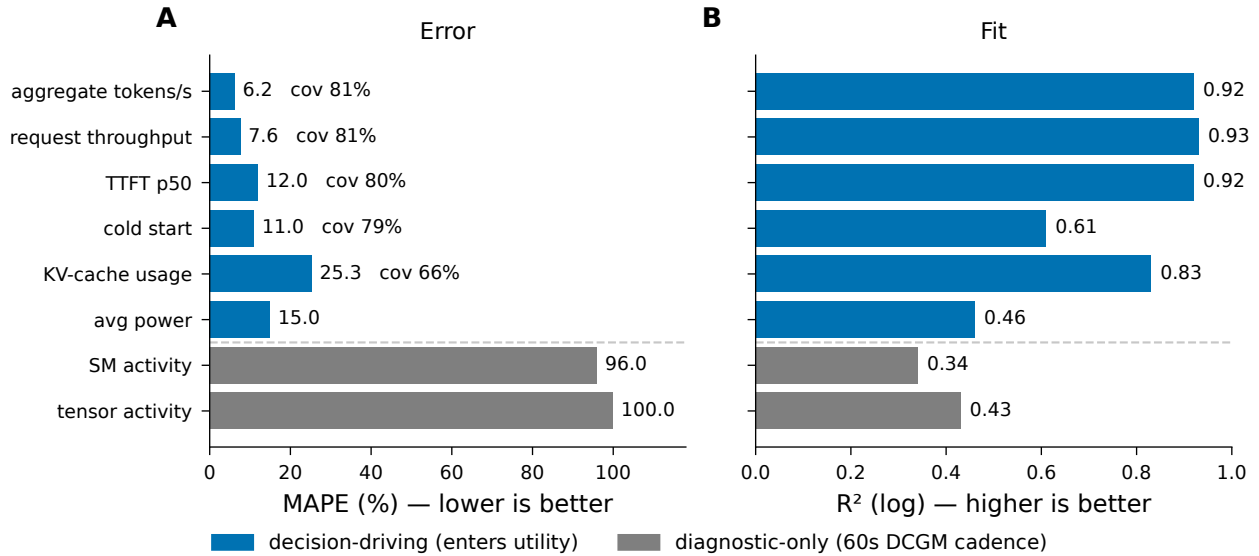 A
Error
aggregate tokens/s
6.2 cov 81%
request throughput
7.6 cov 81%
TTFT p50
12.0 cov 80%
cold start
11.0 cov 79%
KV-cache usage
25.3 cov 66%
avg power
15.0
SM activity
96.0
tensor activity
100.0
0 20 40 60 80 100
MAPE (%) — lower is better
B
Fit
0.92
0.93
0.92
0.61
0.83
0.46
0.34
0.43
0.0 0.2 0.4 0.6 0.8 1.0
R² (log) — higher is better
decision-driving (enters utility)
diagnostic-only (60s DCGM cadence)